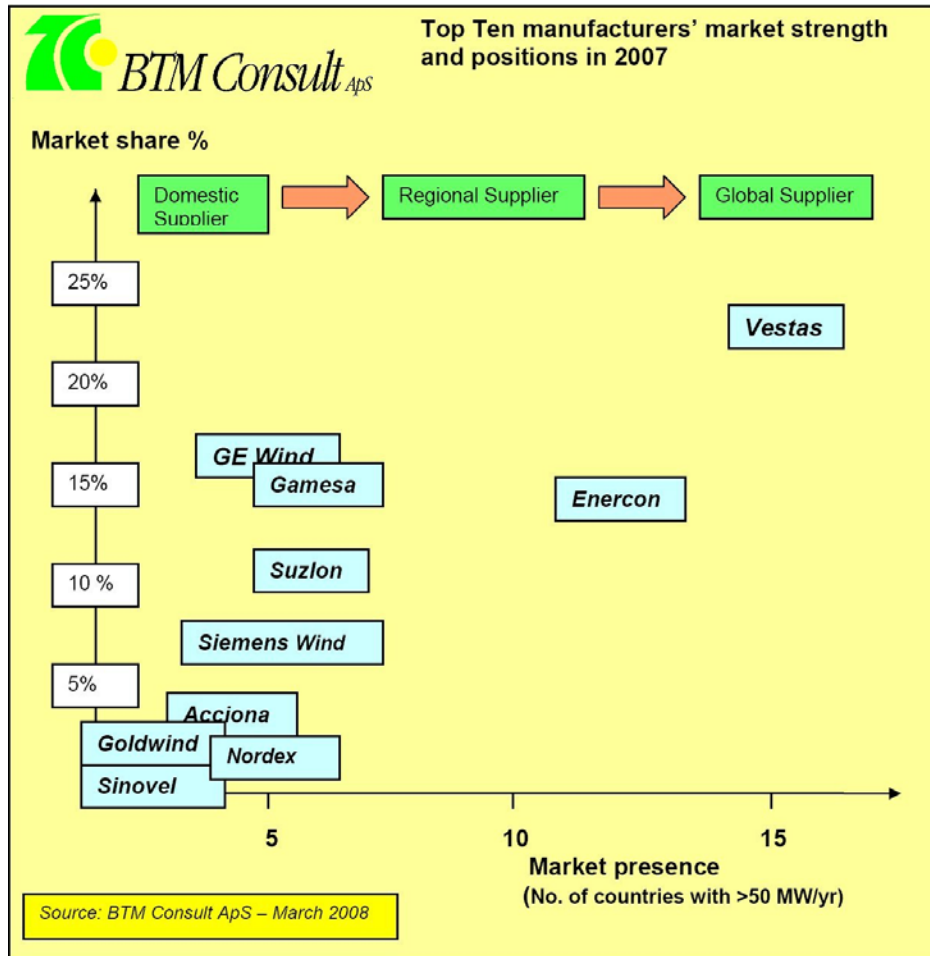 BTM Consult ApS
Top Ten manufacturers’ market strength
and positions in 2007
Market share %
Domestic
Supplier
Regional Supplier
Global Supplier
25%
Vestas
20%
GE Wind
15%
Gamesa
Enercon
Suzlon
10 %
Siemens Wind
5%
Acciona
Goldwind
Nordex
Sinovel
5
10
15
Market presence
(No. of countries with >50 MW/yr)
Source: BTM Consult ApS – March 2008